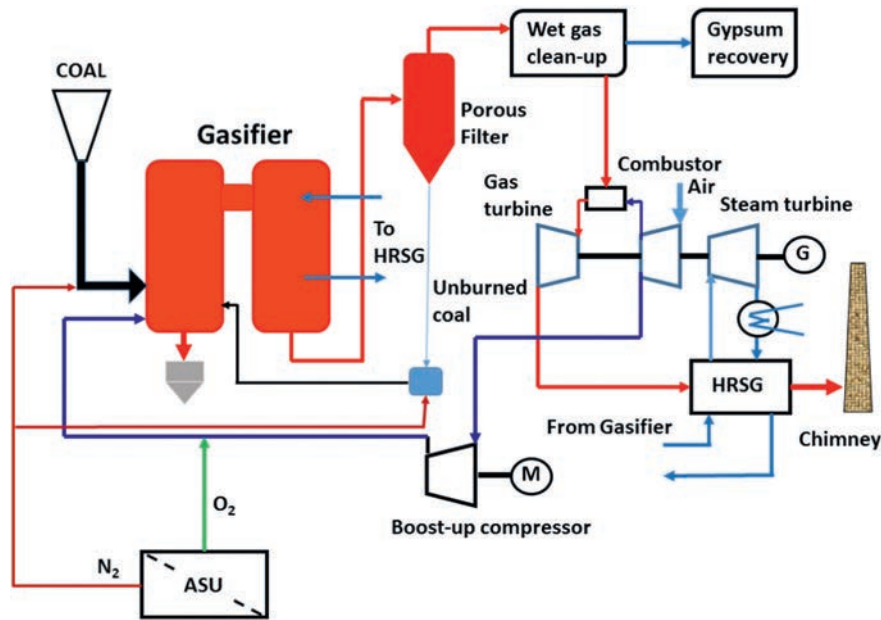 Wet gas
clean-up
Gypsum
recovery
COAL
Porous
Filter
Gasifier
Combustor
Air
Gas
turbine
Steam turbine
To
HRSG
G
Unburned
coal
HRSG
From Gasifier
Chimney
M
O₂
Boost-up compressor
N₂
ASU